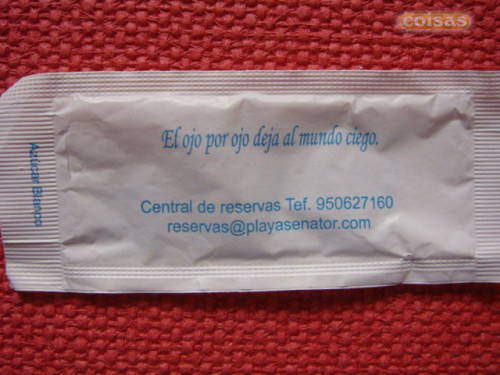 coisas
El ojo por ojo deja al mundo ciego.
Azúcar Blanco
Central de reservas Tef. 950627160
reservas@playasenator.com